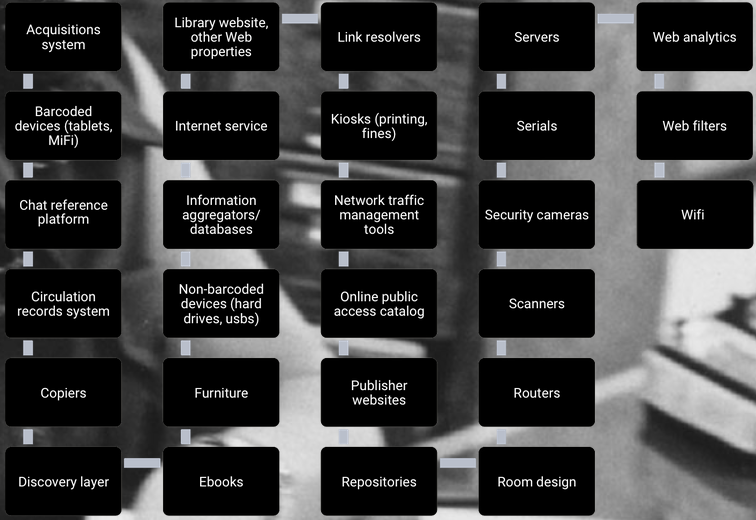 Acquisitions
system
Barcoded
devices (tablets,
MiFi)
Chat reference
platform
Circulation
records system
Copiers
Discovery layer
Ebooks
Furniture
Non-barcoded
devices (hard
drives, usbs)
Information
aggregators/
databases
Internet service
Library website,
other Web
properties
Link resolvers
Kiosks (printing,
fines)
Network traffic
management
tools
Online public
access catalog
Publisher
websites
Repositories
Room design
Routers
Scanners
Security cameras
Serials
Servers
Web analytics
Web filters
Wifi